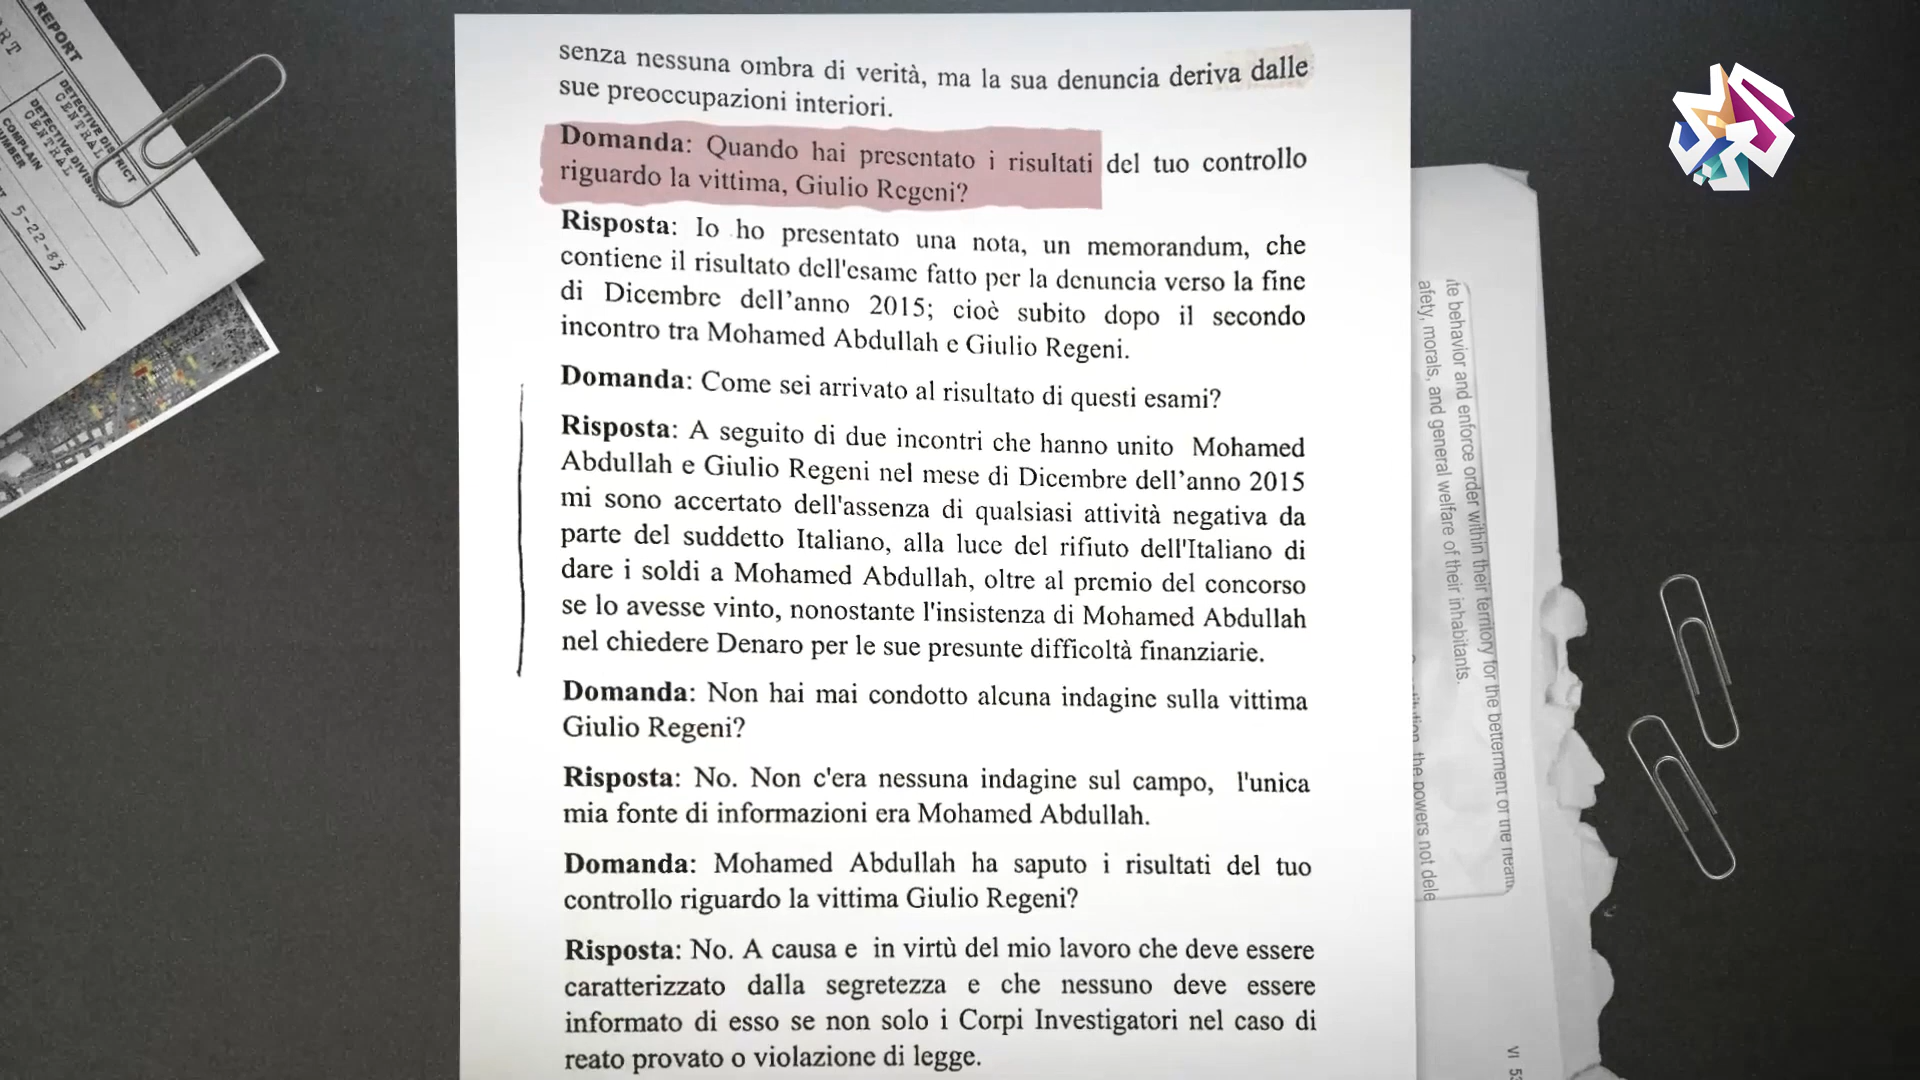 senza nessuna ombra di verità, ma la sua denuncia deriva dalle
sue preoccupazioni interiori.
Domanda: Quando hai presentato i risultati del tuo controllo
riguardo la vittima, Giulio Regeni?
Risposta: Io ho presentato una nota, un memorandum, che
contiene il risultato dell'esame fatto per la denuncia verso la fine
di Dicembre dell’anno 2015; cioè subito dopo il secondo
incontro tra Mohamed Abdullah e Giulio Regeni.
Domanda: Come sei arrivato al risultato di questi esami?
Risposta: A seguito di due incontri che hanno unito Mohamed
Abdullah e Giulio Regeni nel mese di Dicembre dell’anno 2015
mi sono accertato dell'assenza di qualsiasi attività negativa da
parte del suddetto Italiano, alla luce del rifiuto dell'Italiano di
dare i soldi a Mohamed Abdullah, oltre al premio del concorso
se lo avesse vinto, nonostante l'insistenza di Mohamed Abdullah
nel chiedere Denaro per le sue presunte difficoltà finanziarie.
Domanda: Non hai mai condotto alcuna indagine sulla vittima
Giulio Regeni?
Risposta: No. Non c'era nessuna indagine sul campo, l'unica
mia fonte di informazioni era Mohamed Abdullah.
Domanda: Mohamed Abdullah ha saputo i risultati del tuo
controllo riguardo la vittima Giulio Regeni?
Risposta: No. A causa e in virtù del mio lavoro che deve essere
caratterizzato dalla segretezza e che nessuno deve essere
informato di esso se non solo i Corpi Investigatori nel caso di
reato provato o violazione di legge.
REPORT
DETECTIVE DISTRICT
CENTRAL
DETECTIVE DIVISION
CENTRAL
COMPLAIN
5-22-83
behavior and enforce order within their territory for the betterment of the
morals, and general welfare of their inhabitants.
the powers not
VI